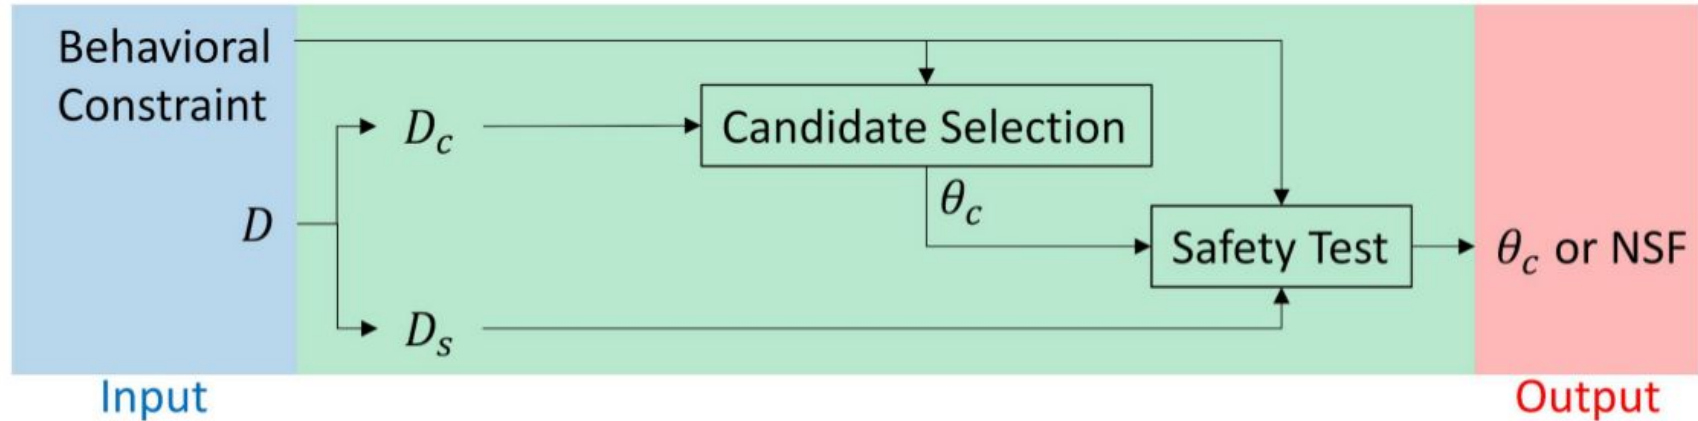 Behavioral
Constraint
D
D_c
D_s
Candidate Selection
θ_c
Safety Test
θ_c or NSF
Input
Output